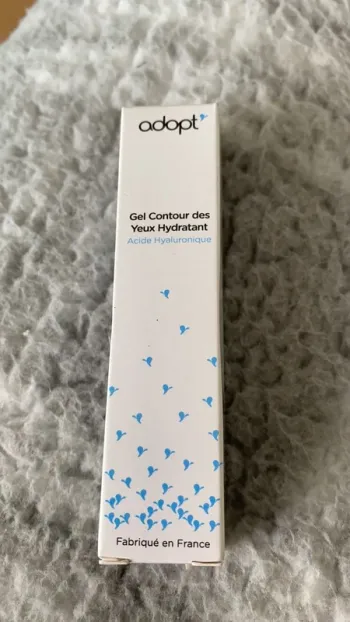 adopt'
Gel Contour des
Yeux Hydratant
Acide Hyaluronique
Fabriqué en France